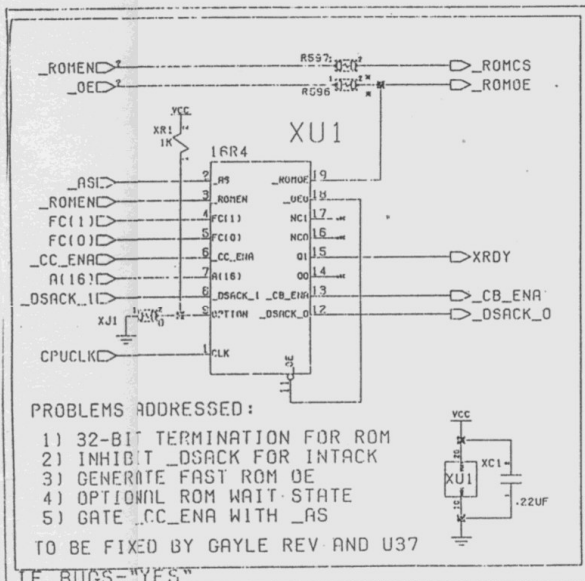 _ROMEN R597 _ROMCS
_OE R596 _ROMOE
VCC
XR1
1K
XU1
16R4
_AS 2 _AS _ROMOE 19
_ROMEN 3 _ROMEN _OEO 18
FC(1) 4 FC(1) NC1 17
FC(0) 5 FC(0) NC0 16
_CC_ENA 6 _CC_ENA Q1 15 XRDY
A(16) 7 A(16) Q0 14
_DSACK_1 8 _DSACK_1 _CB_ENA 13 _CB_ENA
XJ1 9 OPTION _DSACK_0 12 _DSACK_0
CPUCLK 1 CLK
_OE
11
PROBLEMS ADDRESSED:
1) 32-BIT TERMINATION FOR ROM
2) INHIBIT _DSACK FOR INTACK
3) GENERATE FAST ROM OE
4) OPTIONAL ROM WAIT STATE
5) GATE _CC_ENA WITH _AS
TO BE FIXED BY GAYLE REV AND U37
VCC
20
XU1
10
XC1
.22UF
IF BUGS="YES"